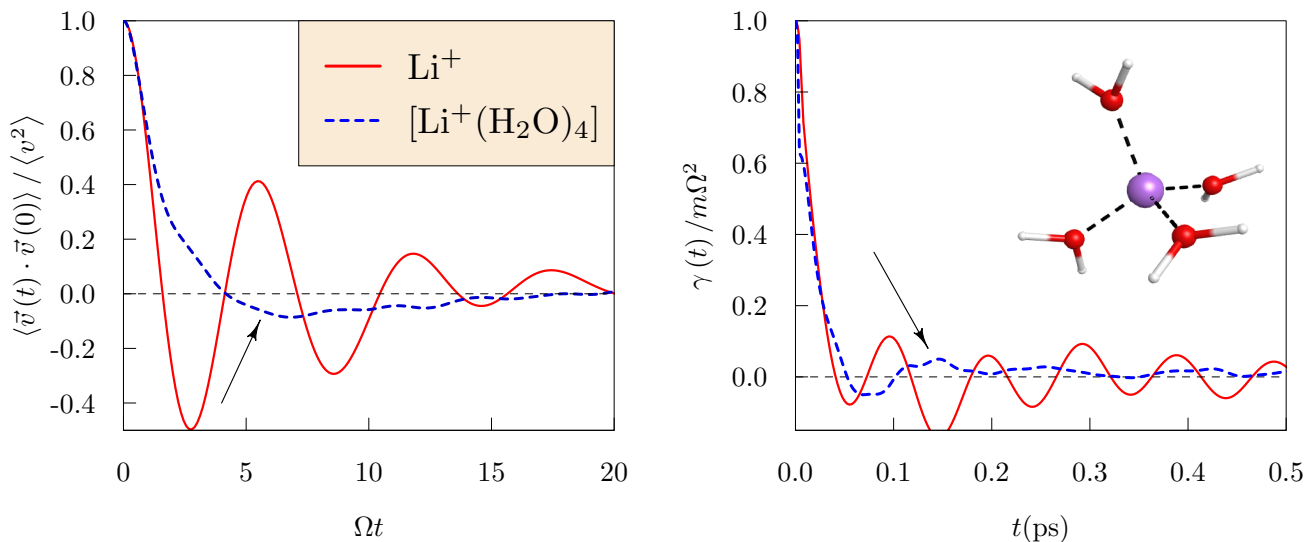 1.0
0.8
0.6
0.4
0.2
0.0
-0.2
-0.4
⟨v⃗(t) · v⃗(0)⟩ / ⟨v²⟩
Li⁺
[Li⁺(H₂O)₄]
0 5 10 15 20
Ωt
1.0
0.8
0.6
0.4
0.2
0.0
γ(t)/mΩ²
0.0 0.1 0.2 0.3 0.4 0.5
t(ps)